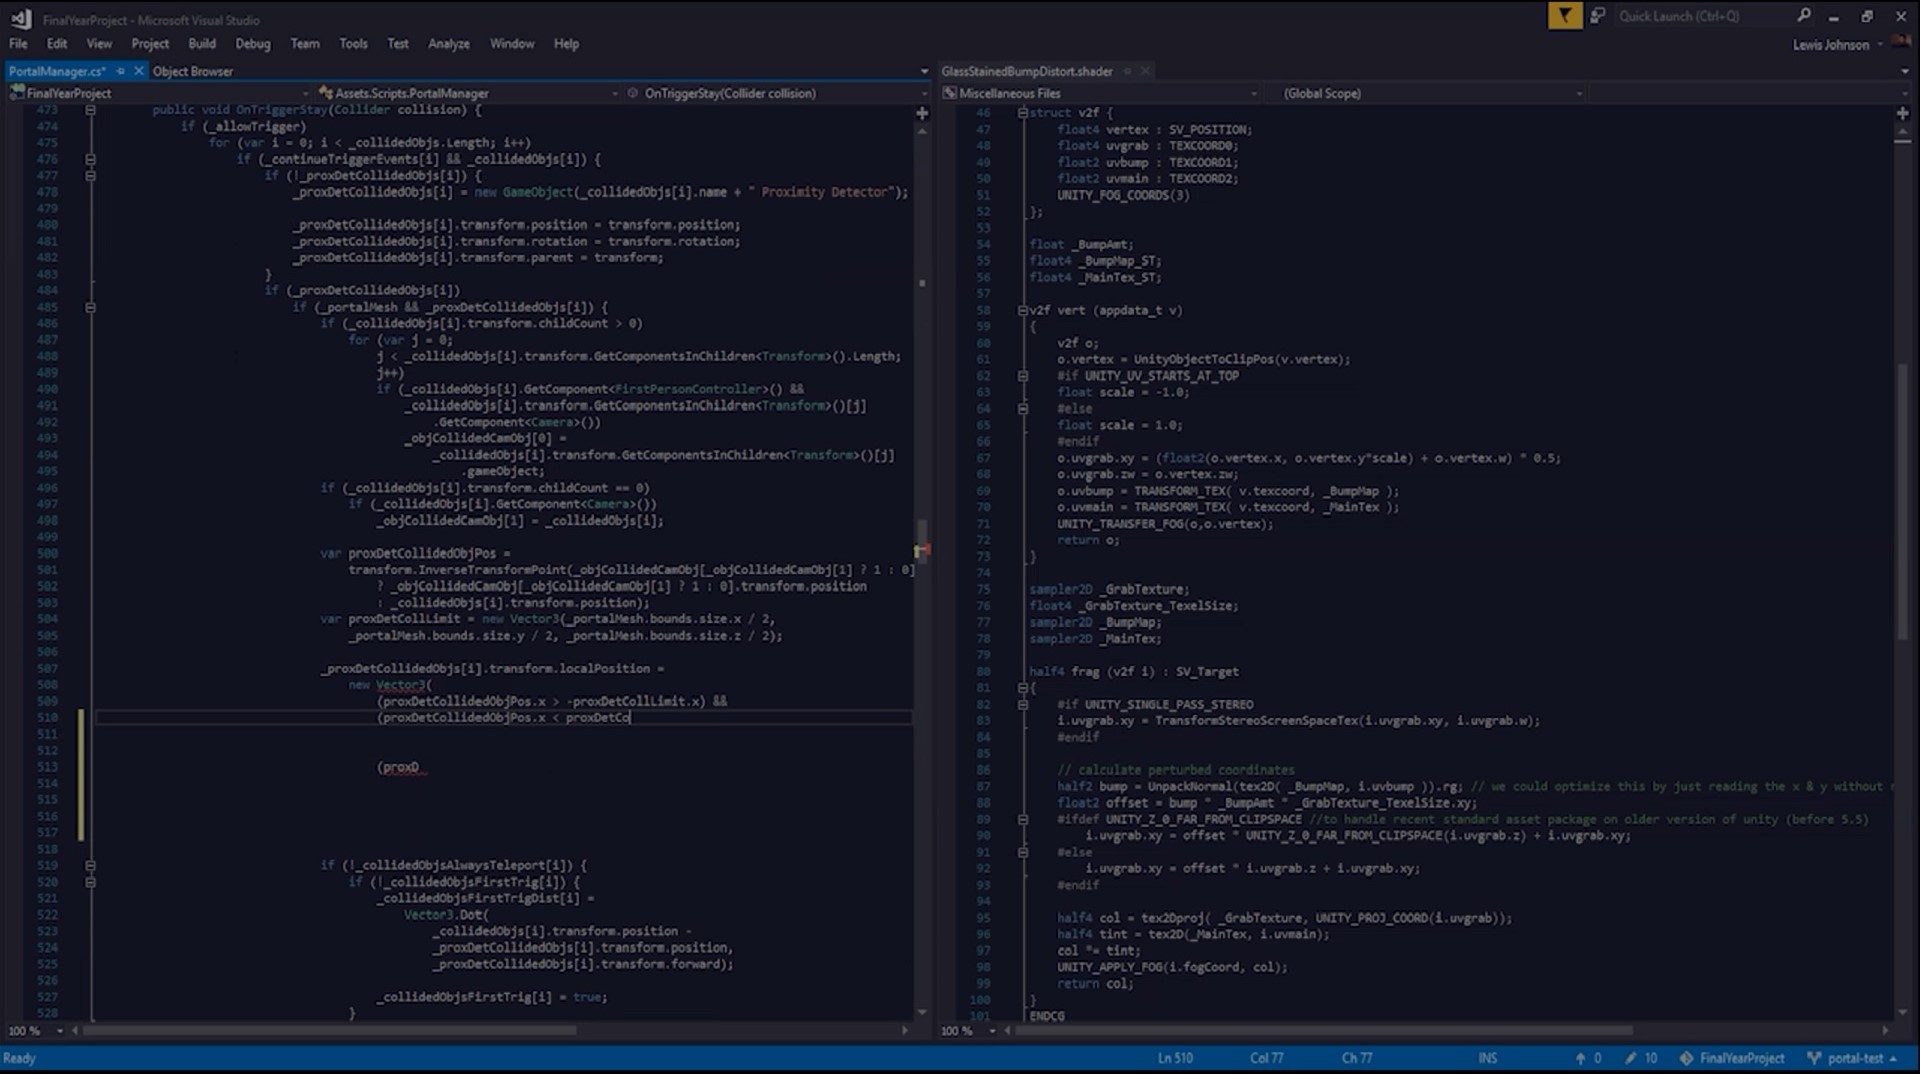 FinalYearProject - Microsoft Visual Studio
Quick Launch (Ctrl+Q)
File Edit View Project Build Debug Team Tools Test Analyze Window Help
Lewis Johnson
PortalManager.cs* Object Browser
FinalYearProject Assets.Scripts.PortalManager OnTriggerStay(Collider collision)
473 public void OnTriggerStay(Collider collision) {
474 if (_allowTrigger)
475 for (var i = 0; i < _collidedObjs.Length; i++)
476 if (_continueTriggerEvents[i] && _collidedObjs[i]) {
477 if (!_proxDetCollidedObjs[i]) {
478 _proxDetCollidedObjs[i] = new GameObject(_collidedObjs[i].name + " Proximity Detector");
479
480 _proxDetCollidedObjs[i].transform.position = transform.position;
481 _proxDetCollidedObjs[i].transform.rotation = transform.rotation;
482 _proxDetCollidedObjs[i].transform.parent = transform;
483 }
484 if (_proxDetCollidedObjs[i])
485 if (_portalMesh && _proxDetCollidedObjs[i]) {
486 if (_collidedObjs[i].transform.childCount > 0)
487 for (var j = 0;
488 j < _collidedObjs[i].transform.GetComponentsInChildren<Transform>().Length;
489 j++)
490 if (_collidedObjs[i].GetComponent<FirstPersonController>() &&
491 _collidedObjs[i].transform.GetComponentsInChildren<Transform>()[j]
492 .GetComponent<Camera>())
493 _objCollidedCamObj[0] =
494 _collidedObjs[i].transform.GetComponentsInChildren<Transform>()[j]
495 .gameObject;
496 if (_collidedObjs[i].transform.childCount == 0)
497 if (_collidedObjs[i].GetComponent<Camera>())
498 _objCollidedCamObj[1] = _collidedObjs[i];
500 var proxDetCollidedObjPos =
501 transform.InverseTransformPoint(_objCollidedCamObj[_objCollidedCamObj[1] ? 1 : 0]
502 ? _objCollidedCamObj[_objCollidedCamObj[1] ? 1 : 0].transform.position
503 : _collidedObjs[i].transform.position);
504 var proxDetCollLimit = new Vector3(_portalMesh.bounds.size.x / 2,
505 _portalMesh.bounds.size.y / 2, _portalMesh.bounds.size.z / 2);
506
507 _proxDetCollidedObjs[i].transform.localPosition =
508 new Vector3(
509 (proxDetCollidedObjPos.x > -proxDetCollLimit.x) &&
510 (proxDetCollidedObjPos.x < proxDetCo
511
512
513 (proxD
514
515
516
517
518
519 if (!_collidedObjsAlwaysTeleport[i]) {
520 if (!_collidedObjsFirstTrig[i]) {
521 _collidedObjsFirstTrigDist[i] =
522 Vector3.Dot(
523 _collidedObjs[i].transform.position -
524 _proxDetCollidedObjs[i].transform.position,
525 _proxDetCollidedObjs[i].transform.forward);
527 _collidedObjsFirstTrig[i] = true;
528 }
100 %
GlassStainedBumpDistort.shader
Miscellaneous Files (Global Scope)
46 struct v2f {
47 float4 vertex : SV_POSITION;
48 float4 uvgrab : TEXCOORD0;
49 float2 uvbump : TEXCOORD1;
50 float2 uvmain : TEXCOORD2;
51 UNITY_FOG_COORDS(3)
52 };
53
54 float _BumpAmt;
55 float4 _BumpMap_ST;
56 float4 _MainTex_ST;
57
58 v2f vert (appdata_t v)
59 {
60 v2f o;
61 o.vertex = UnityObjectToClipPos(v.vertex);
62 #if UNITY_UV_STARTS_AT_TOP
63 float scale = -1.0;
64 #else
65 float scale = 1.0;
66 #endif
67 o.uvgrab.xy = (float2(o.vertex.x, o.vertex.y*scale) + o.vertex.w) * 0.5;
68 o.uvgrab.zw = o.vertex.zw;
69 o.uvbump = TRANSFORM_TEX( v.texcoord, _BumpMap );
70 o.uvmain = TRANSFORM_TEX( v.texcoord, _MainTex );
71 UNITY_TRANSFER_FOG(o,o.vertex);
72 return o;
73 }
74
75 sampler2D _GrabTexture;
76 float4 _GrabTexture_TexelSize;
77 sampler2D _BumpMap;
78 sampler2D _MainTex;
79
80 half4 frag (v2f i) : SV_Target
81 {
82 #if UNITY_SINGLE_PASS_STEREO
83 i.uvgrab.xy = TransformStereoScreenSpaceTex(i.uvgrab.xy, i.uvgrab.w);
84 #endif
85
86 // calculate perturbed coordinates
87 half2 bump = UnpackNormal(tex2D( _BumpMap, i.uvbump )).rg; // we could optimize this by just reading the x & y without r
88 float2 offset = bump * _BumpAmt * _GrabTexture_TexelSize.xy;
89 #ifdef UNITY_Z_0_FAR_FROM_CLIPSPACE //to handle recent standard asset package on older version of unity (before 5.5)
90 i.uvgrab.xy = offset * UNITY_Z_0_FAR_FROM_CLIPSPACE(i.uvgrab.z) + i.uvgrab.xy;
91 #else
92 i.uvgrab.xy = offset * i.uvgrab.z + i.uvgrab.xy;
93 #endif
94
95 half4 col = tex2Dproj( _GrabTexture, UNITY_PROJ_COORD(i.uvgrab));
96 half4 tint = tex2D(_MainTex, i.uvmain);
97 col *= tint;
98 UNITY_APPLY_FOG(i.fogCoord, col);
99 return col;
100 }
101 ENDCG
100 %
Ready Ln 510 Col 77 Ch 77 INS 0 10 FinalYearProject portal-test